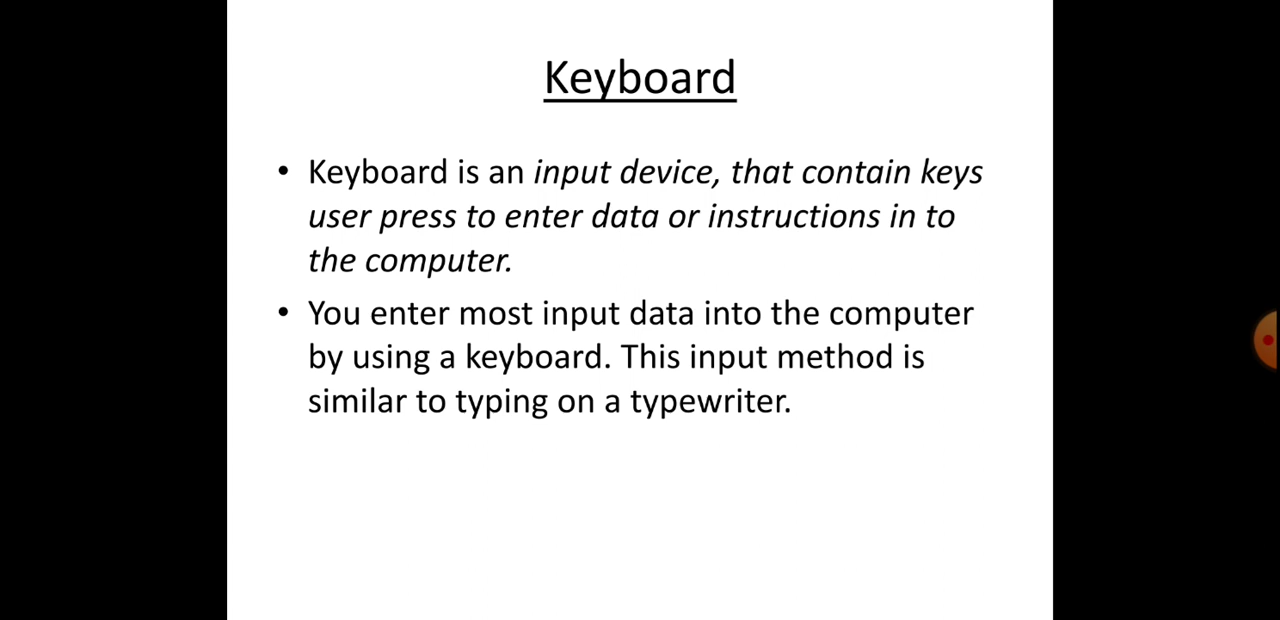 Keyboard
• Keyboard is an input device, that contain keys
user press to enter data or instructions in to
the computer.
• You enter most input data into the computer
by using a keyboard. This input method is
similar to typing on a typewriter.